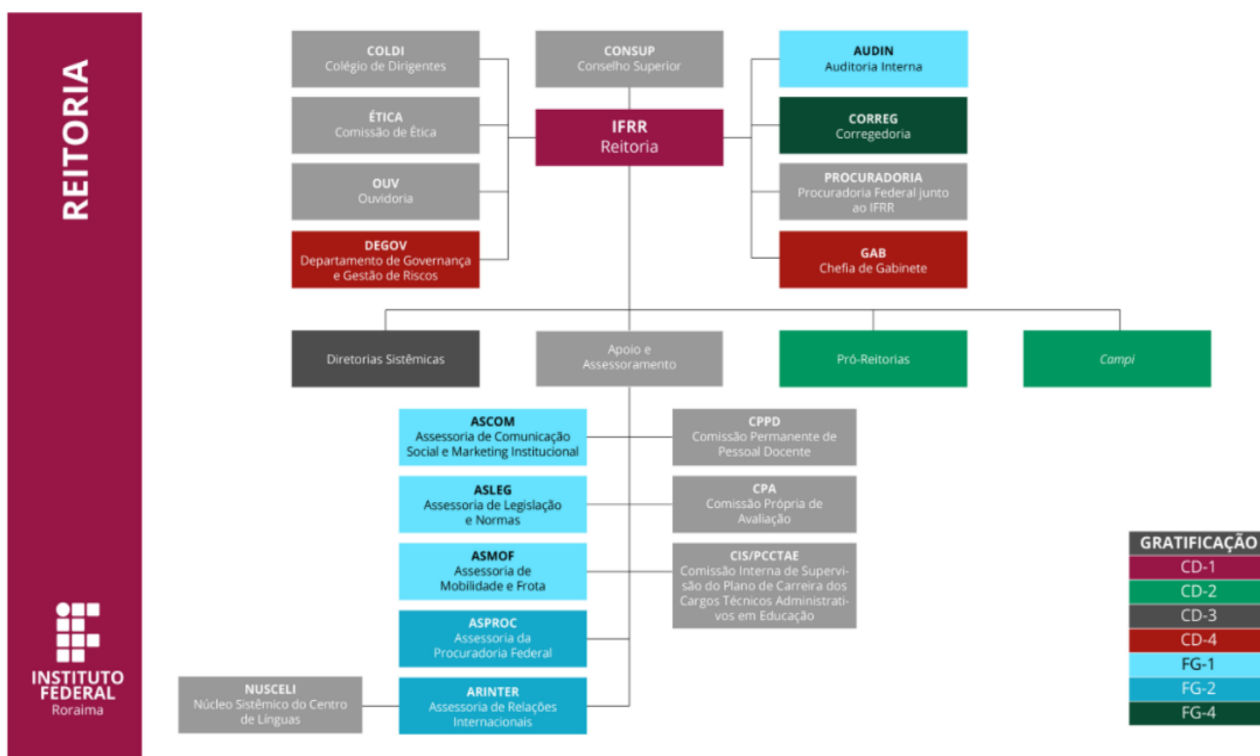 REITORIA
COLDI
Colégio de Dirigentes
CONSUP
Conselho Superior
AUDIN
Auditoria Interna
ÉTICA
Comissão de Ética
IFRR
Reitoria
CORREG
Corregedoria
OUV
Ouvidoria
PROCURADORIA
Procuradoria Federal junto
ao IFRR
DEGOV
Departamento de Governança
e Gestão de Riscos
GAB
Chefia de Gabinete
Diretorias Sistêmicas
Apoio e
Assessoramento
Pró-Reitorias
Campi
ASCOM
Assessoria de Comunicação
Social e Marketing Institucional
CPPD
Comissão Permanente de
Pessoal Docente
ASLEG
Assessoria de Legislação
e Normas
CPA
Comissão Própria de
Avaliação
ASMOF
Assessoria de
Mobilidade e Frota
CIS/PCCTAE
Comissão Interna de Supervi-
são do Plano de Carreira dos
Cargos Técnicos Administrati-
vos em Educação
ASPROC
Assessoria da
Procuradoria Federal
NUSCELI
Núcleo Sistêmico do Centro
de Línguas
ARINTER
Assessoria de Relações
Internacionais
GRATIFICAÇÃO
CD-1
CD-2
CD-3
CD-4
FG-1
FG-2
FG-4
INSTITUTO
FEDERAL
Roraima